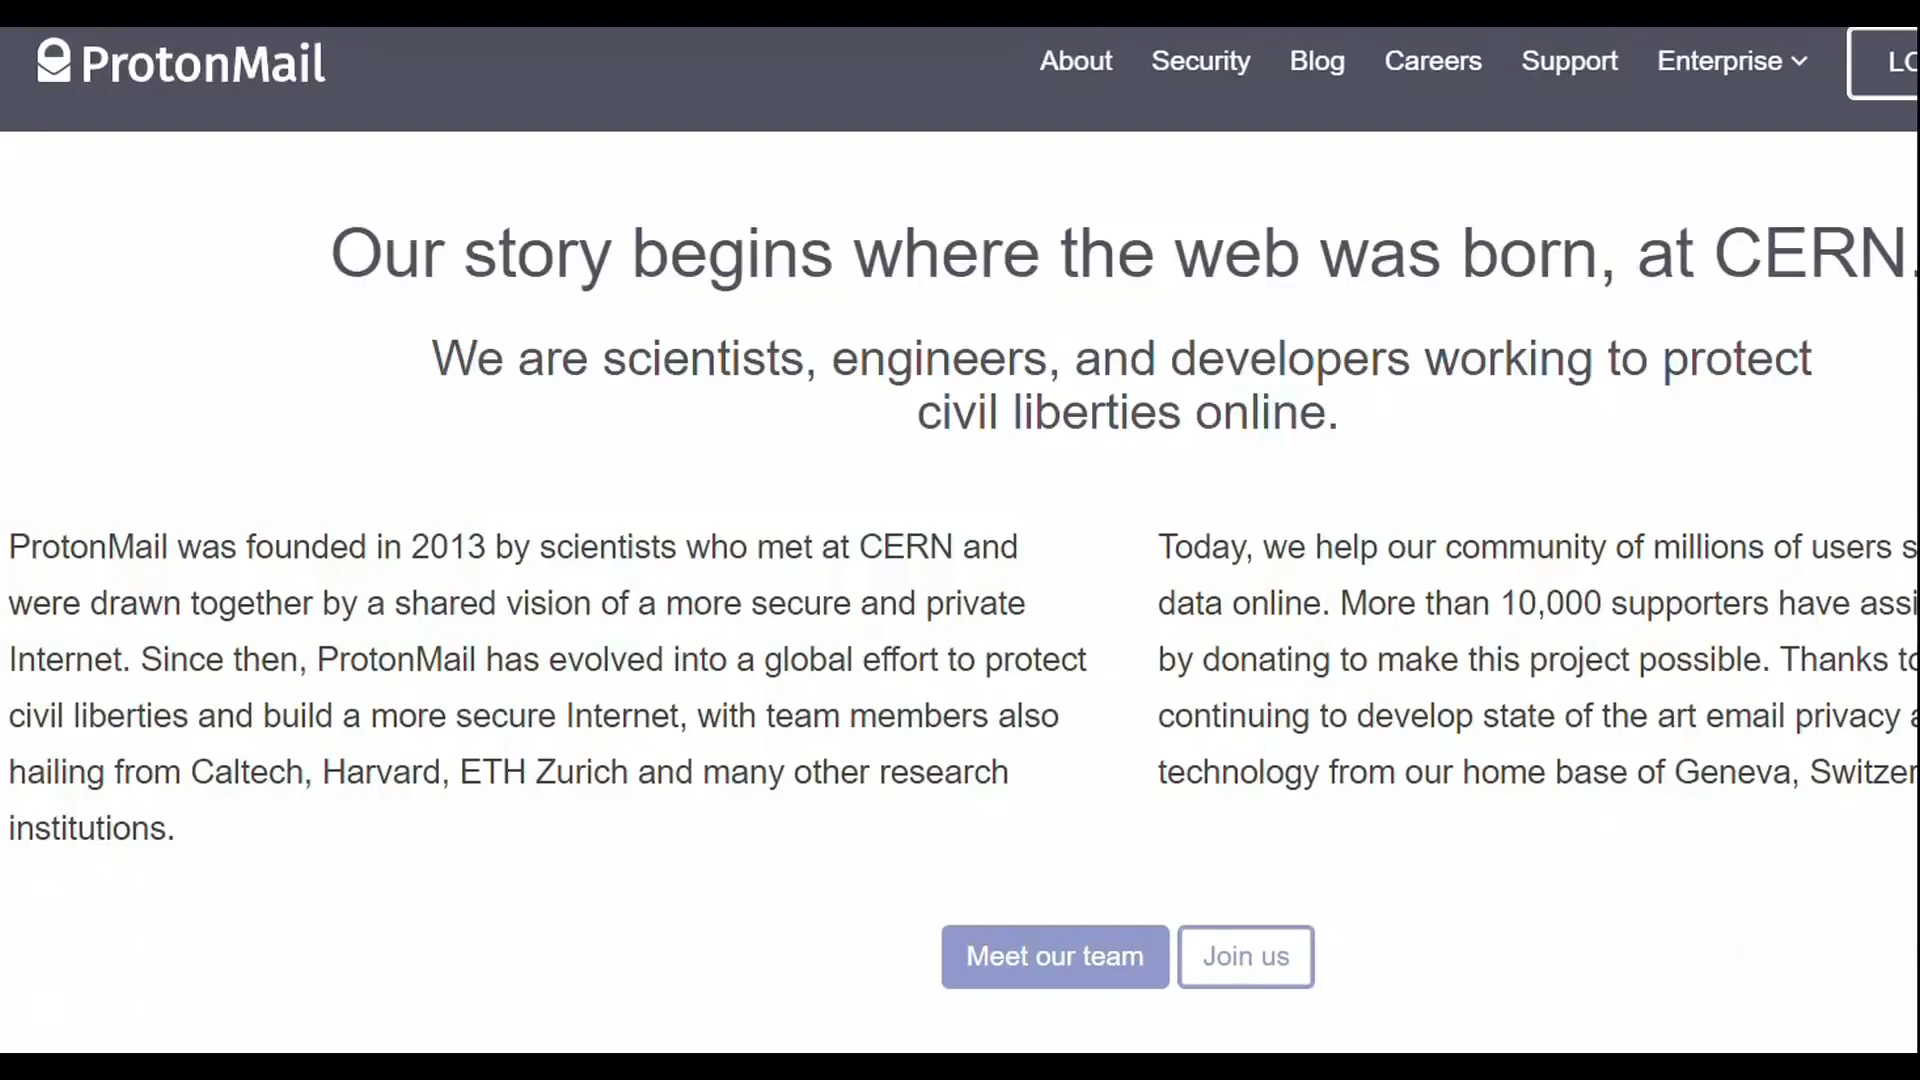 ProtonMail
About Security Blog Careers Support Enterprise
Our story begins where the web was born, at CERN.
We are scientists, engineers, and developers working to protect
civil liberties online.
ProtonMail was founded in 2013 by scientists who met at CERN and
were drawn together by a shared vision of a more secure and private
Internet. Since then, ProtonMail has evolved into a global effort to protect
civil liberties and build a more secure Internet, with team members also
hailing from Caltech, Harvard, ETH Zurich and many other research
institutions.
Today, we help our community of millions of users
data online. More than 10,000 supporters have
by donating to make this project possible. Thanks
continuing to develop state of the art email privacy
technology from our home base of Geneva,
Meet our team
Join us